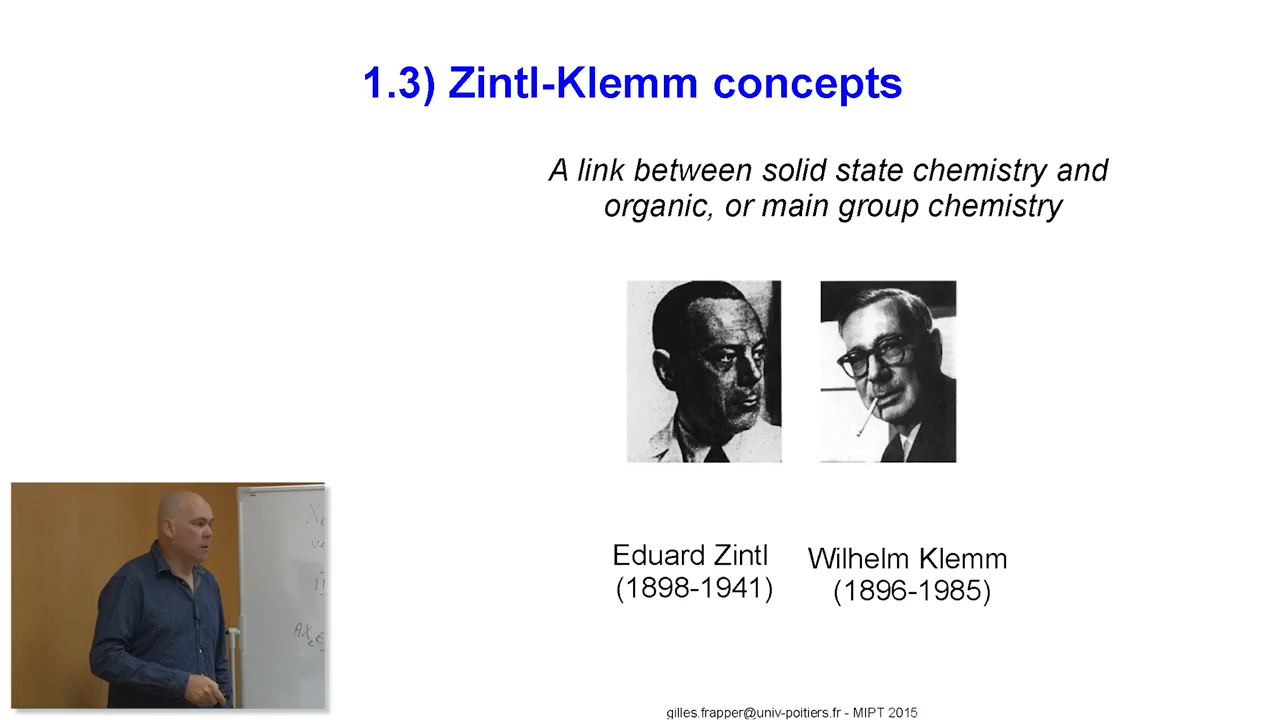 1.3) Zintl-Klemm concepts
A link between solid state chemistry and
organic, or main group chemistry
Eduard Zintl
(1898-1941)
Wilhelm Klemm
(1896-1985)
gilles.frapper@univ-poitiers.fr - MIPT 2015